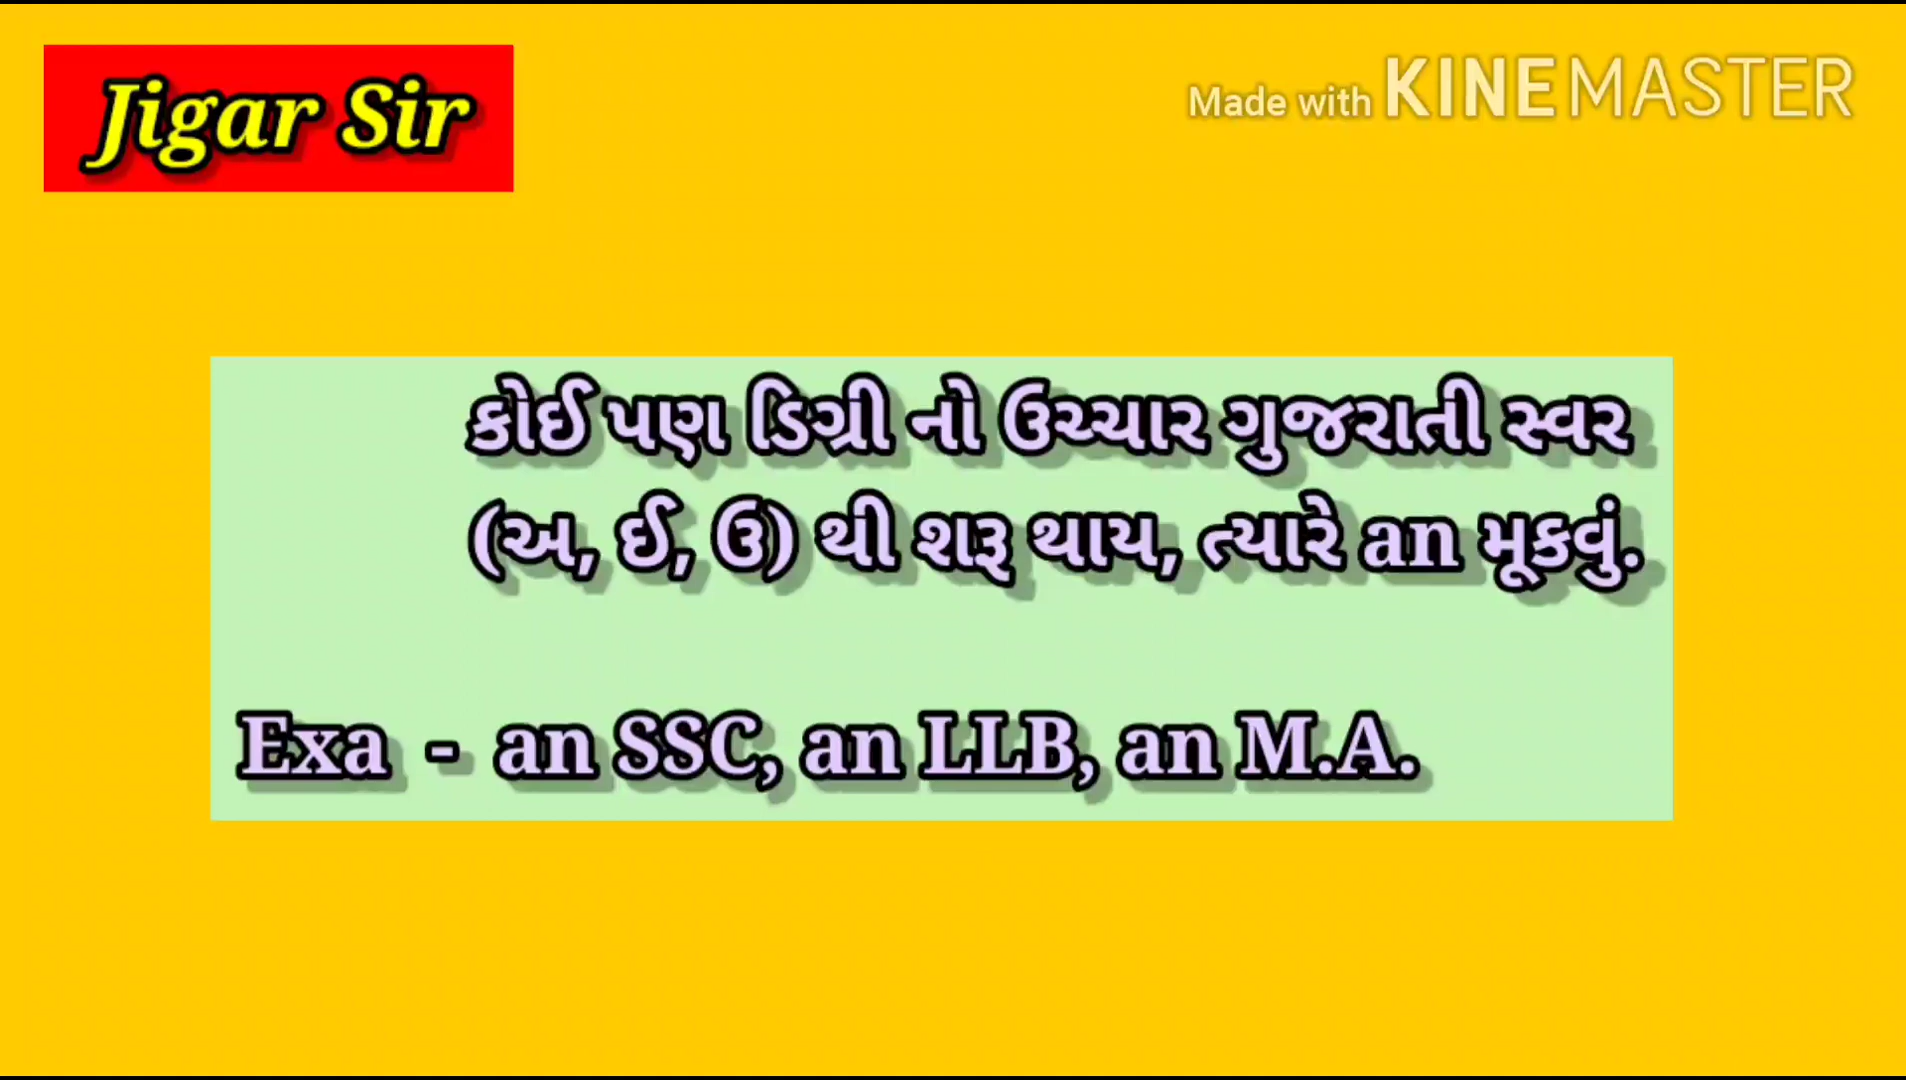 Jigar Sir
Made with KINEMASTER
કોઈ પણ ડિગ્રી નો ઉચ્ચાર ગુજરાતી સ્વર
(અ, ઈ, ઉ) થી શરૂ થાય, ત્યારે an મૂકવું.
Exa - an SSC, an LLB, an M.A.